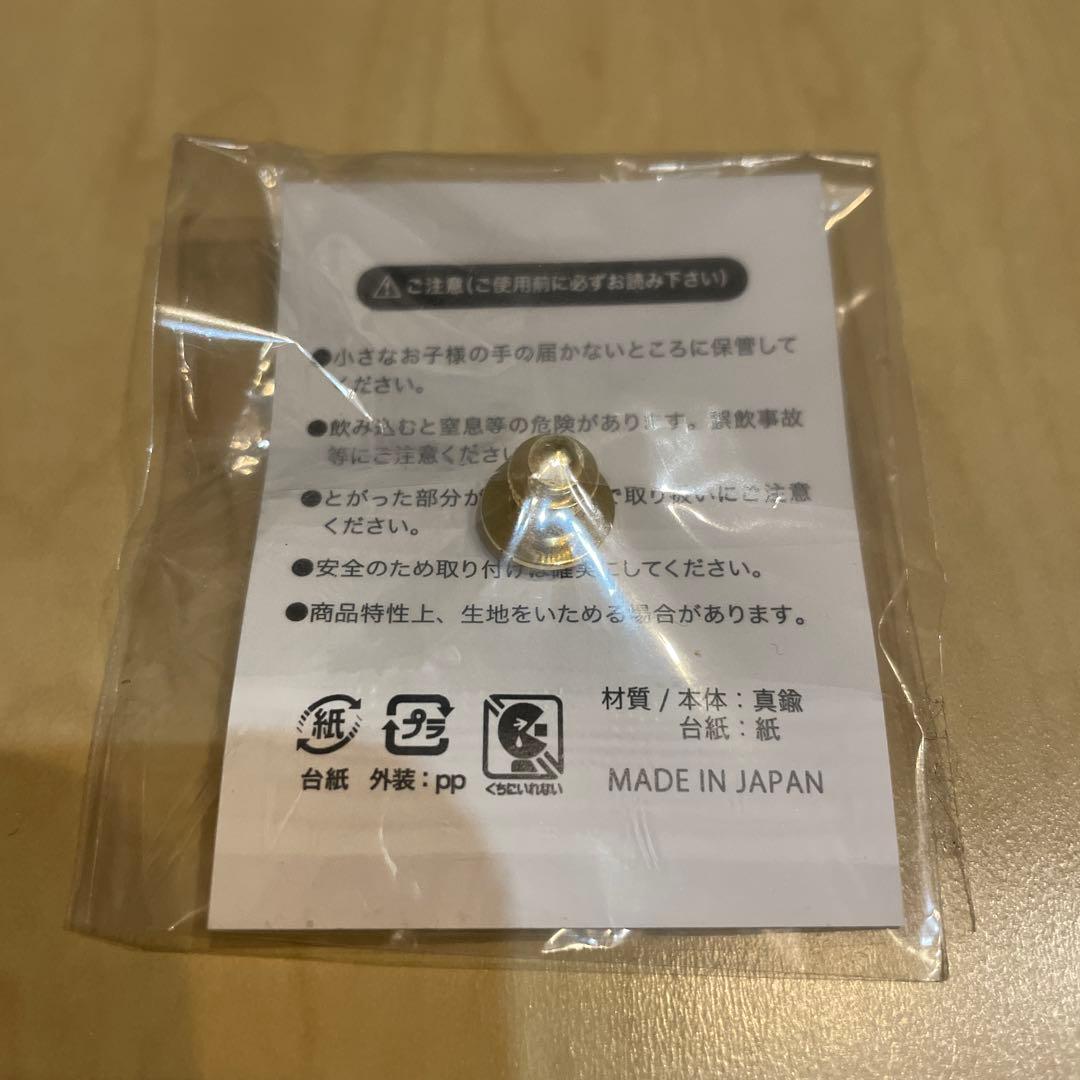 ご注意(ご使用前に必ずお読み下さい)
●小さなお子様の手の届かないところに保管して
ください。
●飲み込むと窒息等の危険があります。誤飲事故
等にご注意くださ
●とがった部分が で取り扱いにご注意
ください。
●安全のため取り付けは確実にしてください。
●商品特性上、生地をいためる場合があります。
紙 プラ
台紙 外装:pp くちにいれない
材質/本体:真鍮
台紙:紙
MADE IN JAPAN